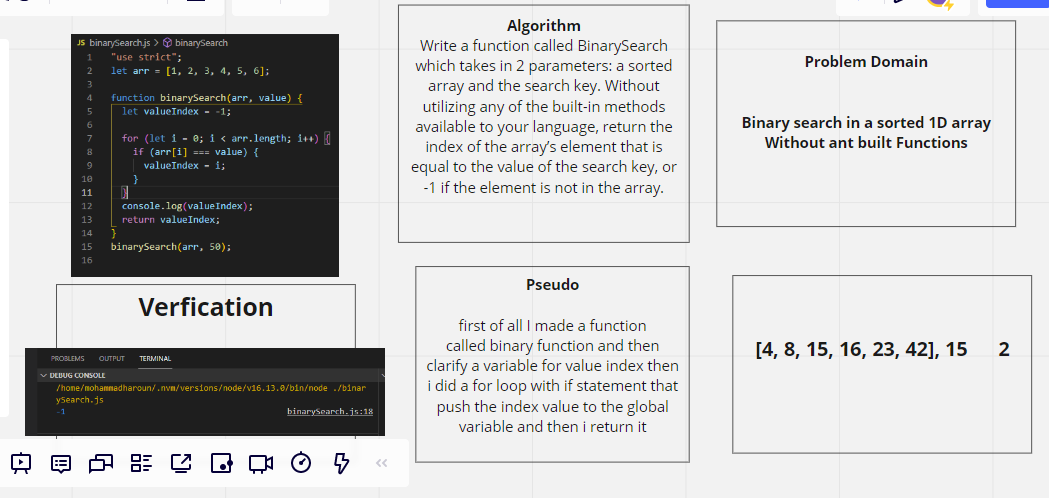 JS binarySearch.js > binarySearch
1 "use strict";
2 let arr = [1, 2, 3, 4, 5, 6];
3
4 function binarySearch(arr, value) {
5 let valueIndex = -1;
6
7 for (let i = 0; i < arr.length; i++) {
8 if (arr[i] === value) {
9 valueIndex = i;
10 }
11 }
12 console.log(valueIndex);
13 return valueIndex;
14 }
15 binarySearch(arr, 50);
16
Algorithm
Write a function called BinarySearch
which takes in 2 parameters: a sorted
array and the search key. Without
utilizing any of the built-in methods
available to your language, return the
index of the array's element that is
equal to the value of the search key, or
-1 if the element is not in the array.
Problem Domain
Binary search in a sorted 1D array
Without ant built Functions
Verfication
PROBLEMS OUTPUT TERMINAL
DEBUG CONSOLE
/home/mohammadharoun/.nvm/versions/node/v16.13.0/bin/node ./binar
ySearch.js
-1 binarySearch.js:18
Pseudo
first of all I made a function
called binary function and then
clarify a variable for value index then
i did a for loop with if statement that
push the index value to the global
variable and then i return it
[4, 8, 15, 16, 23, 42], 15 2